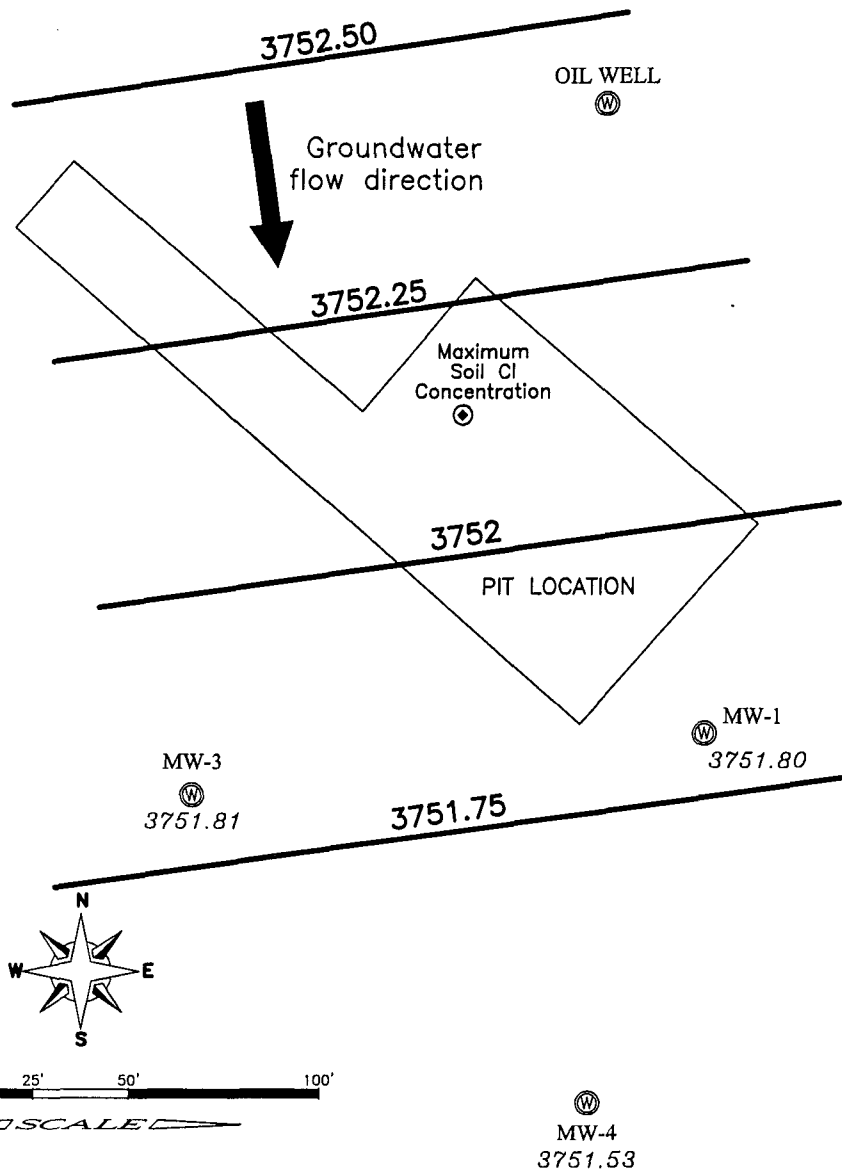 3752.50
OIL WELL
W
Groundwater
flow direction
3752.25
Maximum
Soil Cl
Concentration
3752
PIT LOCATION
W
MW-1
3751.80
MW-3
W
3751.81
3751.75
N
W
E
S
25'
50'
100'
SCALE
W
MW-4
3751.53